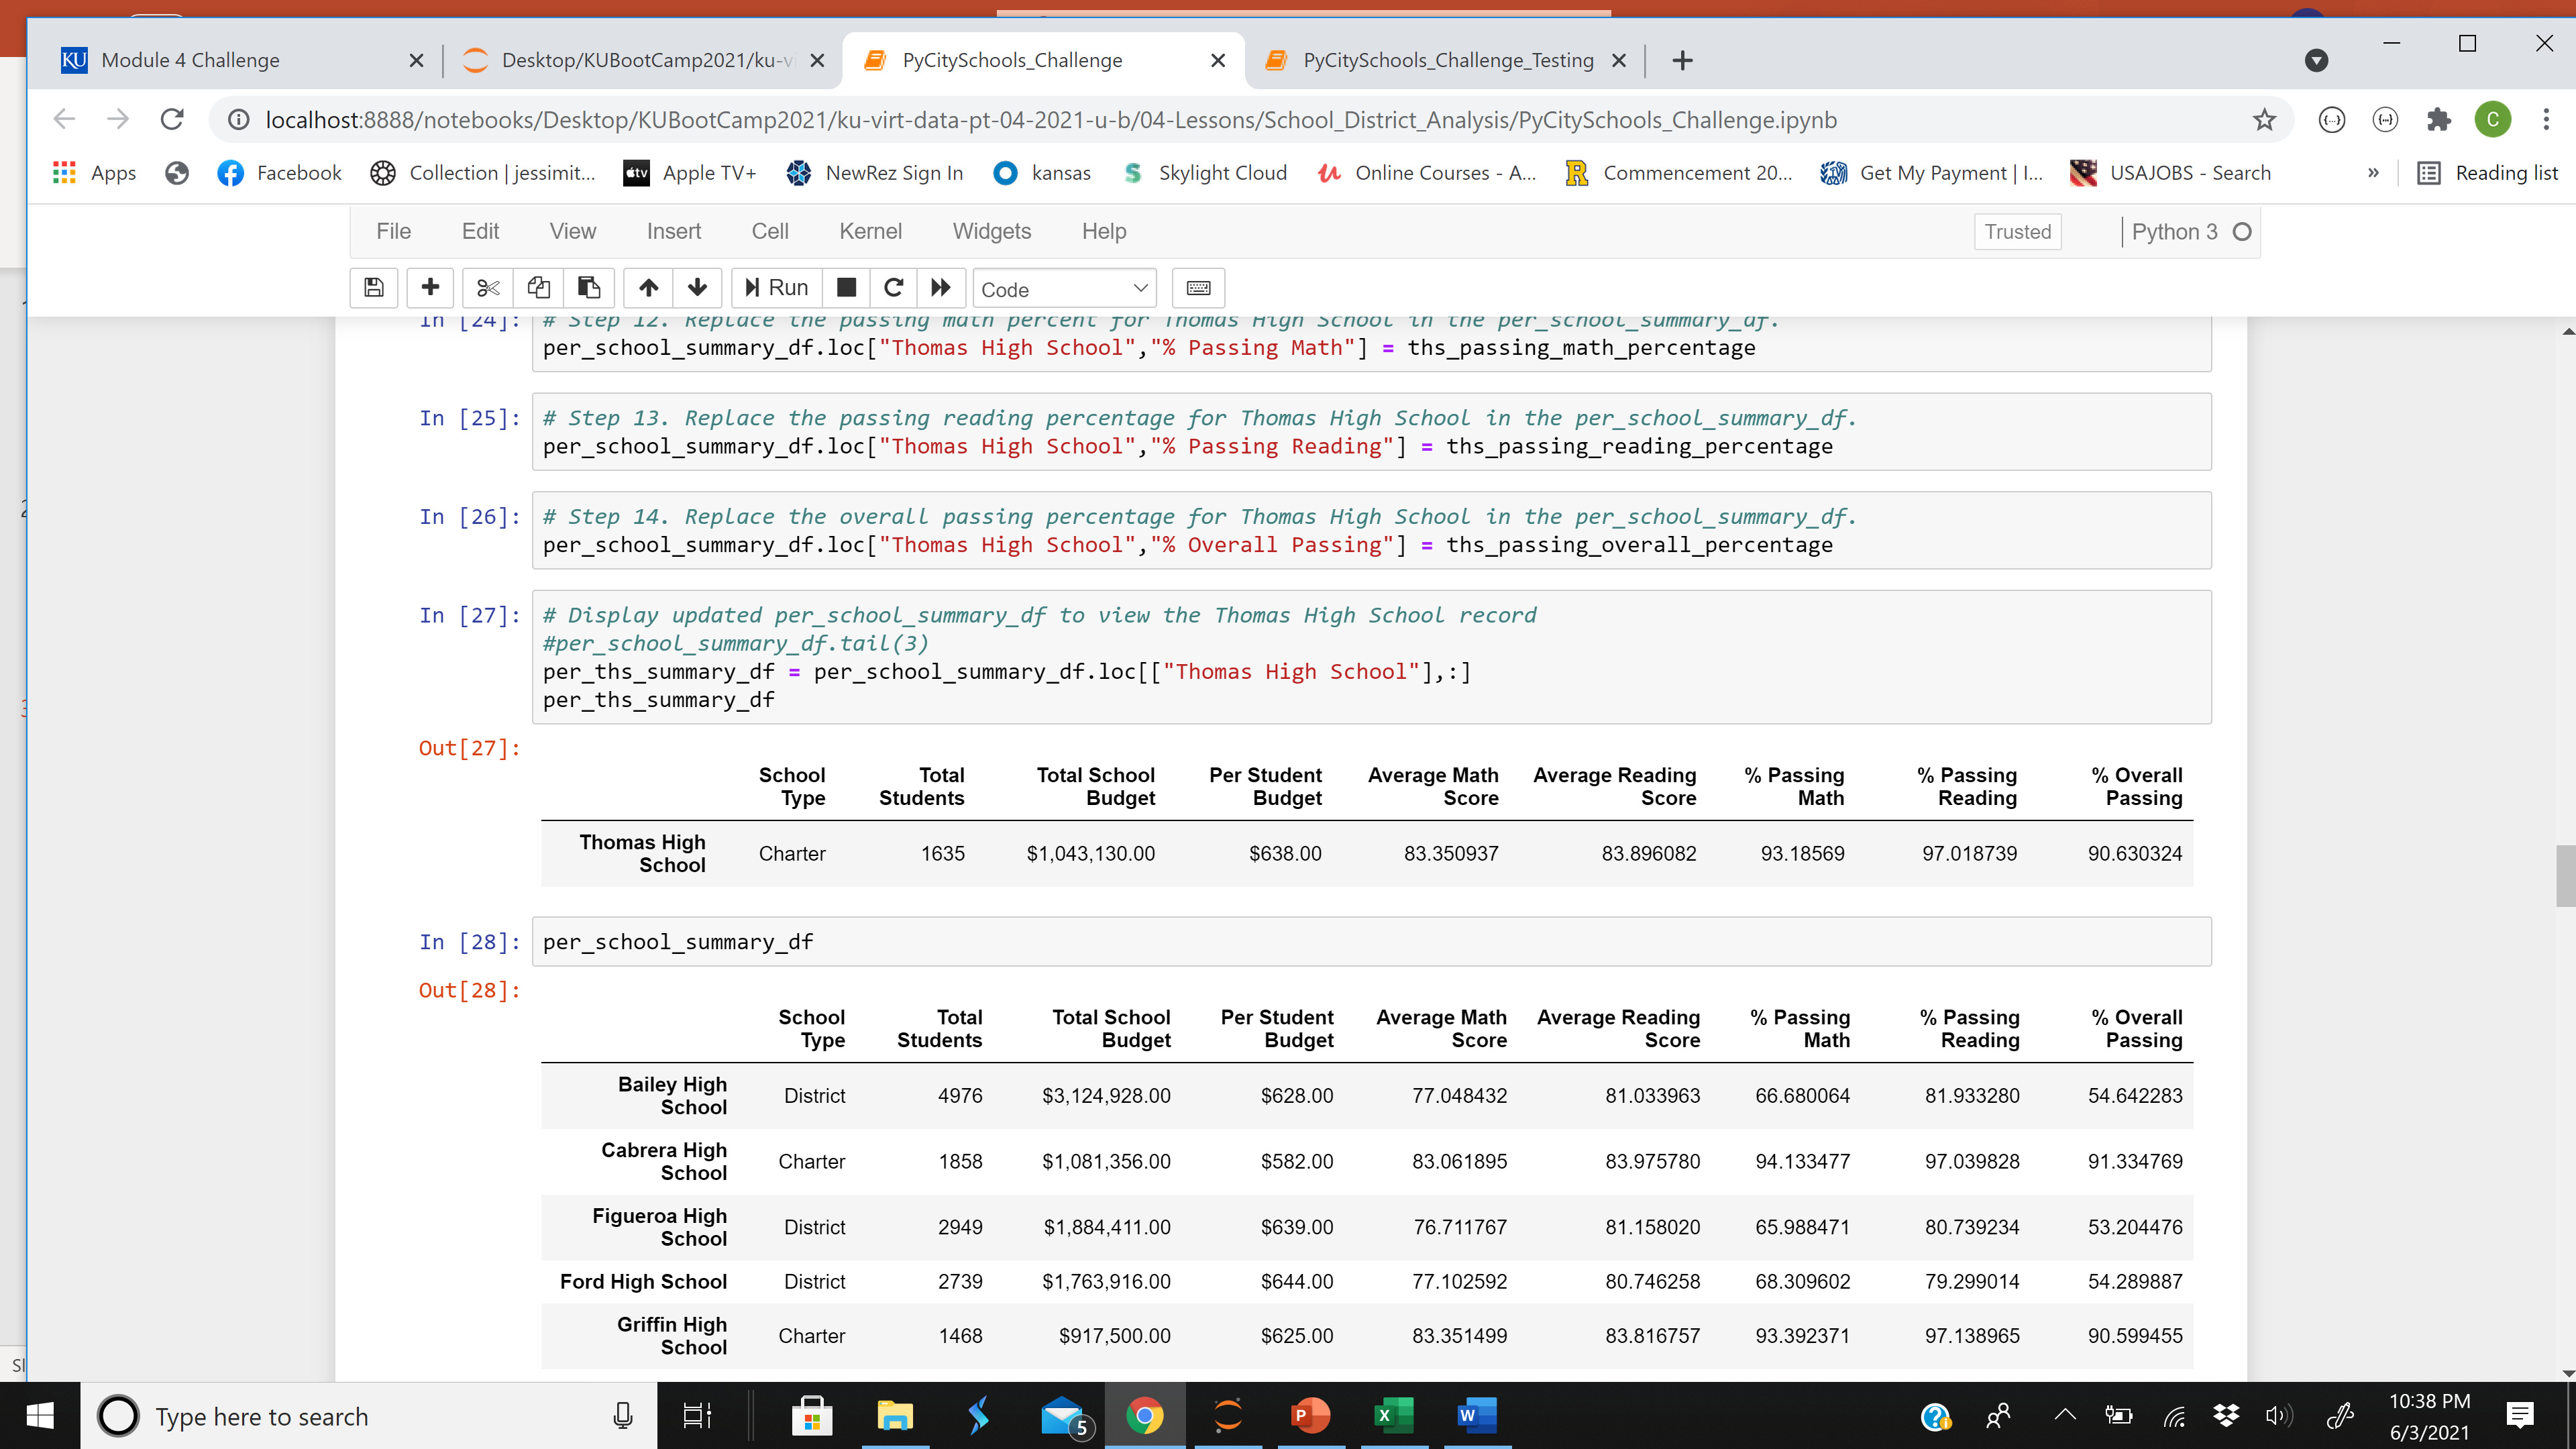 Module 4 Challenge
Desktop/KUBootCamp2021/ku-v
PyCitySchools_Challenge
PyCitySchools_Challenge_Testing
localhost:8888/notebooks/Desktop/KUBootCamp2021/ku-virt-data-pt-04-2021-u-b/04-Lessons/School_District_Analysis/PyCitySchools_Challenge.ipynb
C
Apps Facebook Collection | jessimit... Apple TV+ NewRez Sign In kansas Skylight Cloud Online Courses - A... Commencement 20... Get My Payment | I... USAJOBS - Search » Reading list
File Edit View Insert Cell Kernel Widgets Help Trusted Python 3
Run Code
In [24]: # Step 12. Replace the passing math percent for Thomas High School in the per_school_summary_df.
per_school_summary_df.loc["Thomas High School","% Passing Math"] = ths_passing_math_percentage
In [25]: # Step 13. Replace the passing reading percentage for Thomas High School in the per_school_summary_df.
per_school_summary_df.loc["Thomas High School","% Passing Reading"] = ths_passing_reading_percentage
In [26]: # Step 14. Replace the overall passing percentage for Thomas High School in the per_school_summary_df.
per_school_summary_df.loc["Thomas High School","% Overall Passing"] = ths_passing_overall_percentage
In [27]: # Display updated per_school_summary_df to view the Thomas High School record
#per_school_summary_df.tail(3)
per_ths_summary_df = per_school_summary_df.loc[["Thomas High School"],:]
per_ths_summary_df
Out[27]:
School Total Total School Per Student Average Math Average Reading % Passing % Passing % Overall
Type Students Budget Budget Score Score Math Reading Passing
Thomas High
School Charter 1635 $1,043,130.00 $638.00 83.350937 83.896082 93.18569 97.018739 90.630324
In [28]: per_school_summary_df
Out[28]:
School Total Total School Per Student Average Math Average Reading % Passing % Passing % Overall
Type Students Budget Budget Score Score Math Reading Passing
Bailey High
School District 4976 $3,124,928.00 $628.00 77.048432 81.033963 66.680064 81.933280 54.642283
Cabrera High
School Charter 1858 $1,081,356.00 $582.00 83.061895 83.975780 94.133477 97.039828 91.334769
Figueroa High
School District 2949 $1,884,411.00 $639.00 76.711767 81.158020 65.988471 80.739234 53.204476
Ford High School District 2739 $1,763,916.00 $644.00 77.102592 80.746258 68.309602 79.299014 54.289887
Griffin High
School Charter 1468 $917,500.00 $625.00 83.351499 83.816757 93.392371 97.138965 90.599455
Type here to search
5
10:38 PM
6/3/2021